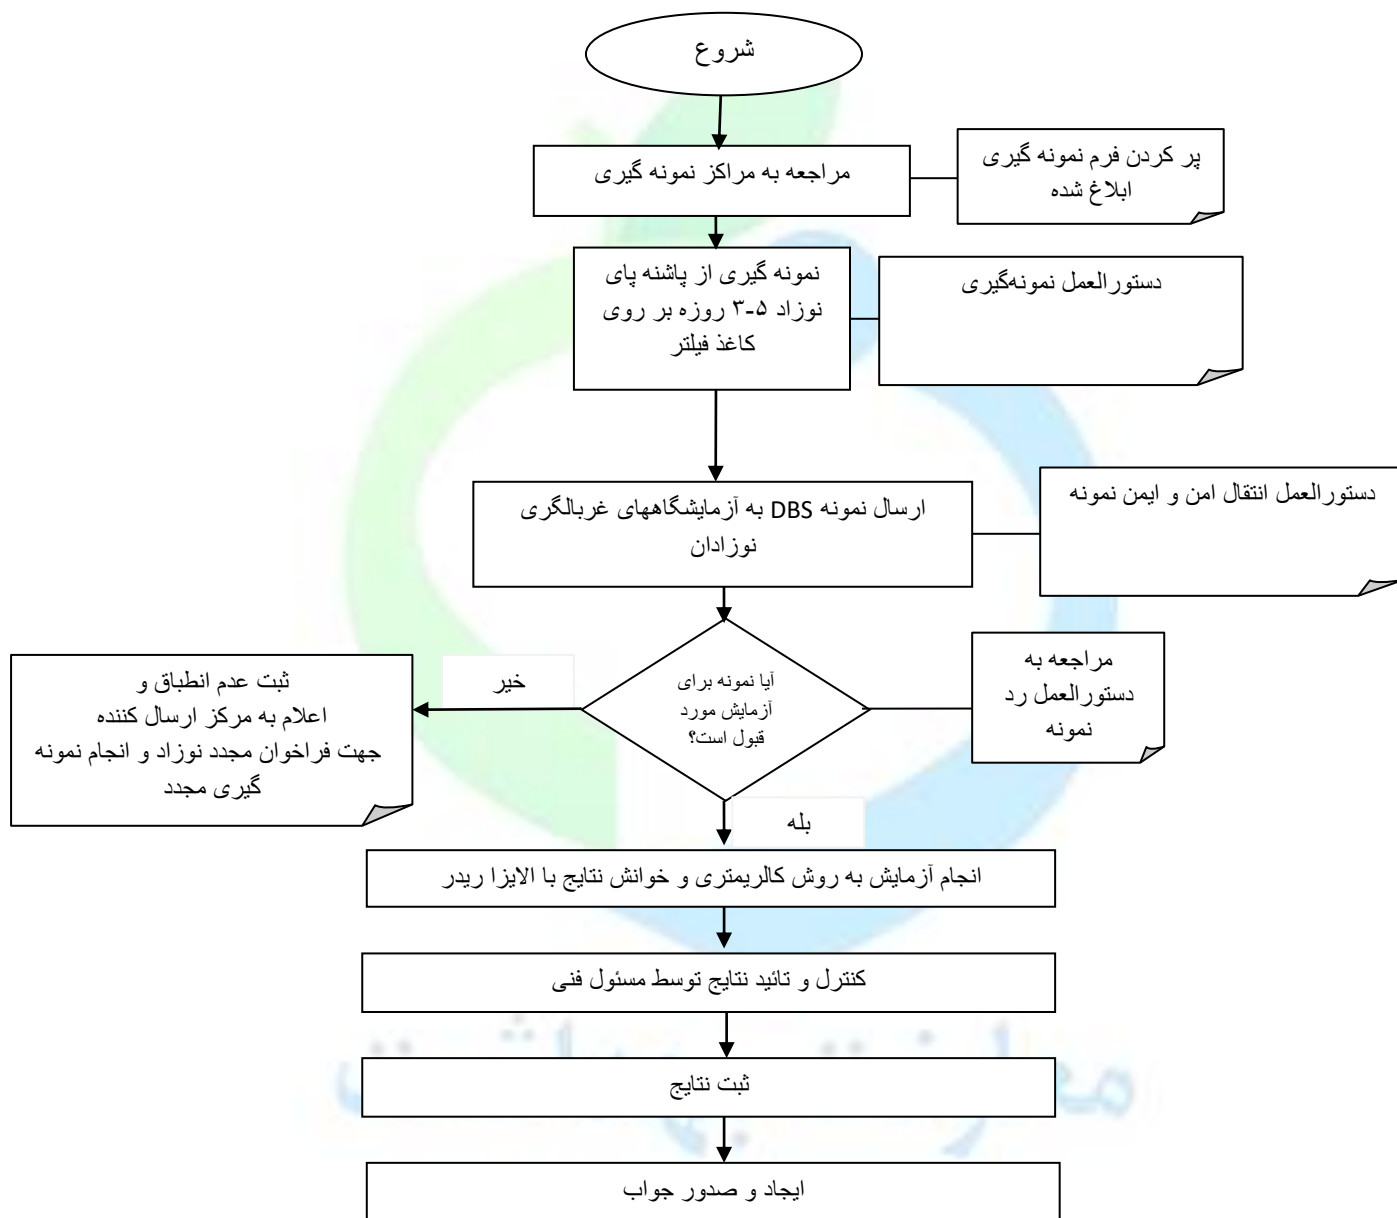 شروع
مراجعه به مراکز نمونه گیری
پر کردن فرم نمونه گیری
ابلاغ شده
نمونه گیری از پاشنه پای
نوزاد ۵-۳ روزه بر روی
کاغذ فیلتر
دستورالعمل نمونه‌گیری
ارسال نمونه DBS به آزمایشگاههای غربالگری
نوزادان
دستورالعمل انتقال امن و ایمن نمونه
آیا نمونه برای
آزمایش مورد
قبول است؟
مراجعه به
دستورالعمل رد
نمونه
خیر
ثبت عدم انطباق و
اعلام به مرکز ارسال کننده
جهت فراخوان مجدد نوزاد و انجام نمونه
گیری مجدد
بله
انجام آزمایش به روش کالریمتری و خوانش نتایج با الایزا ریدر
کنترل و تائید نتایج توسط مسئول فنی
ثبت نتایج
معاونت بهداشت
ایجاد و صدور جواب